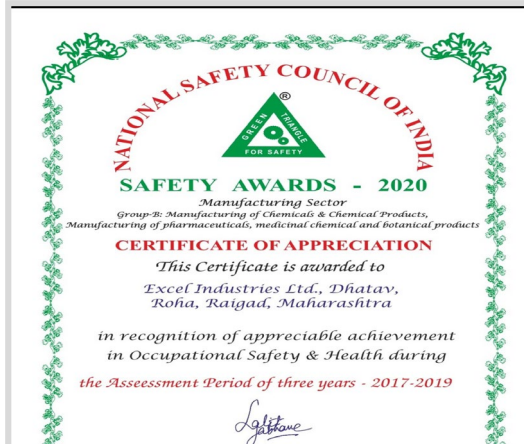 NATIONAL SAFETY COUNCIL OF INDIA
®
GREEN TRIANGLE
FOR SAFETY
SAFETY AWARDS - 2020
Manufacturing Sector
Group-B: Manufacturing of Chemicals & Chemical Products,
Manufacturing of pharmaceuticals, medicinal chemical and botanical products
CERTIFICATE OF APPRECIATION
This Certificate is awarded to
Excel Industries Ltd., Dhatav,
Roha, Raigad, Maharashtra
in recognition of appreciable achievement
in Occupational Safety & Health during
the Asseessment Period of three years - 2017-2019